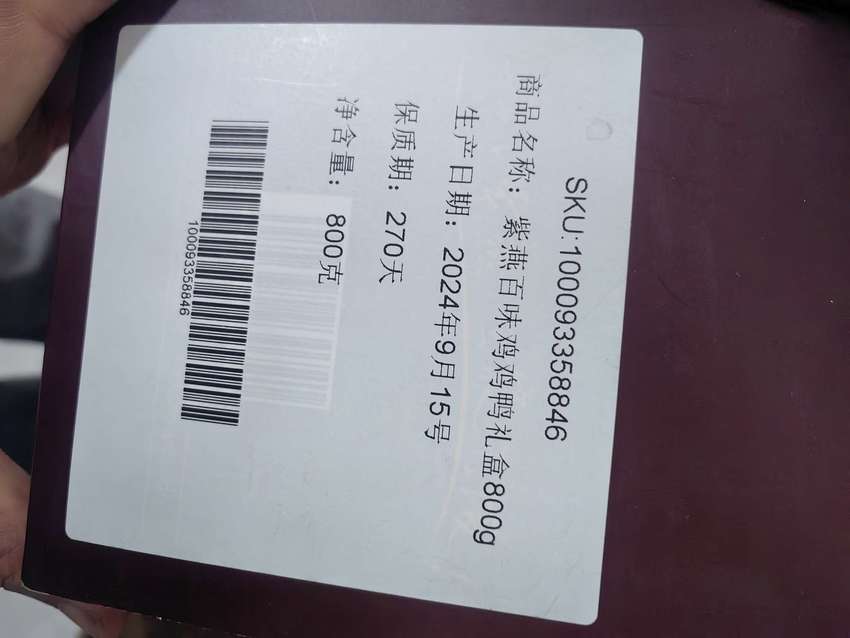 SKU:100093358846
商品名称：紫燕百味鸡鸡鸭礼盒800g
生产日期：2024年9月15号
保质期：270天
净含量：800克
100093358846